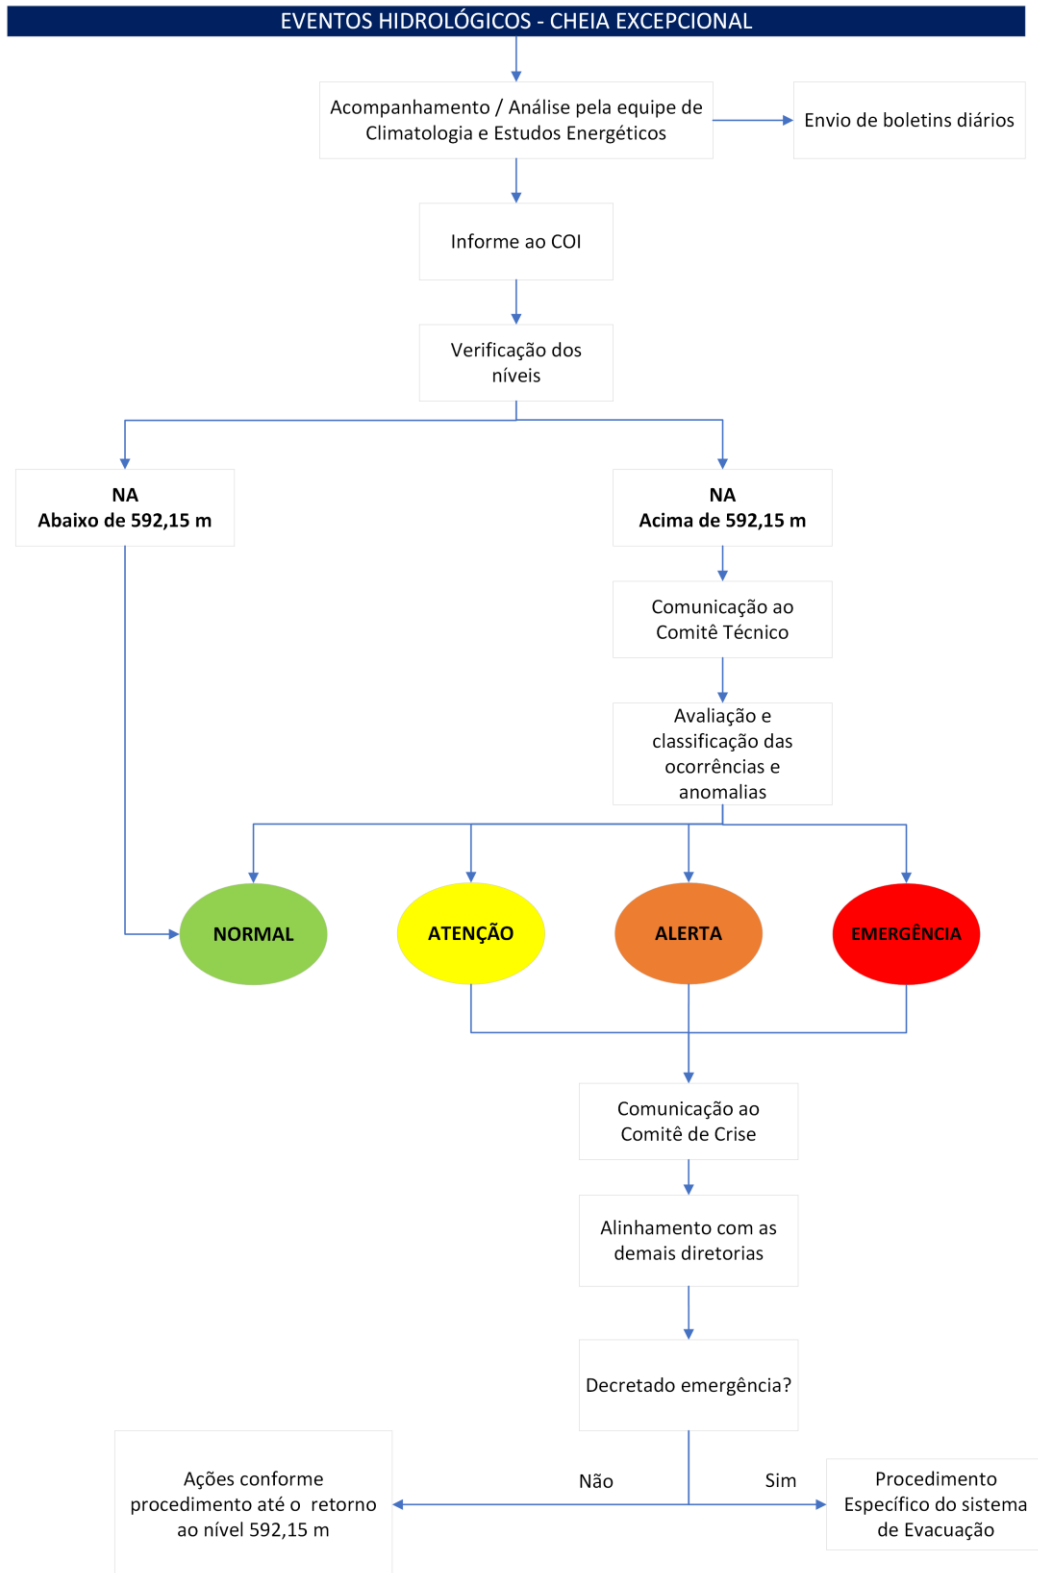 EVENTOS HIDROLÓGICOS - CHEIA EXCEPCIONAL
Acompanhamento / Análise pela equipe de
Climatologia e Estudos Energéticos
Envio de boletins diários
Informe ao COI
Verificação dos
níveis
NA
Abaixo de 592,15 m
NA
Acima de 592,15 m
Comunicação ao
Comitê Técnico
Avaliação e
classificação das
ocorrências e
anomalias
NORMAL
ATENÇÃO
ALERTA
EMERGÊNCIA
Comunicação ao
Comitê de Crise
Alinhamento com as
demais diretorias
Decretado emergência?
Não
Sim
Ações conforme
procedimento até o retorno
ao nível 592,15 m
Procedimento
Específico do sistema
de Evacuação